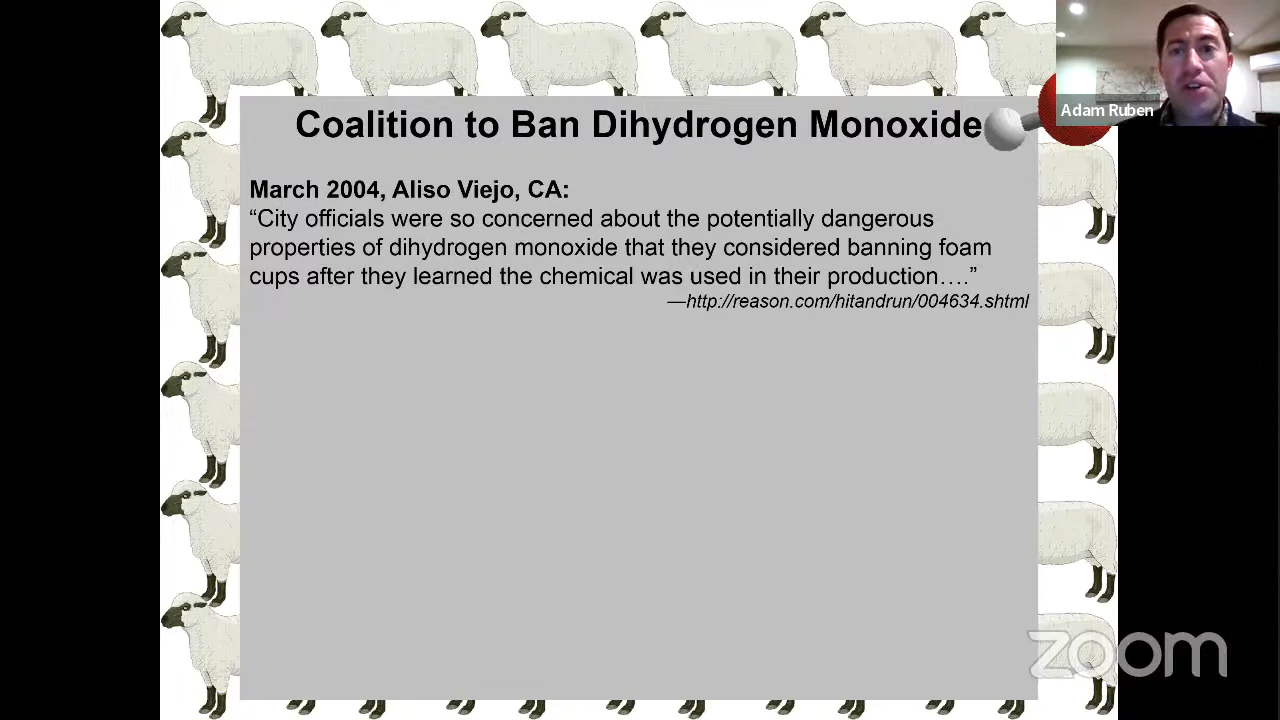 Coalition to Ban Dihydrogen Monoxide
Adam Ruben
March 2004, Aliso Viejo, CA:
“City officials were so concerned about the potentially dangerous
properties of dihydrogen monoxide that they considered banning foam
cups after they learned the chemical was used in their production….”
—http://reason.com/hitandrun/004634.shtml
zoom